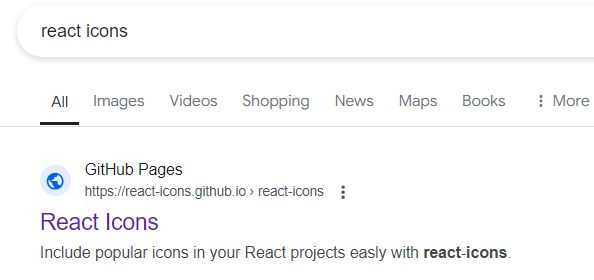 react icons
All Images Videos Shopping News Maps Books More
GitHub Pages
https://react-icons.github.io › react-icons
React Icons
Include popular icons in your React projects easly with react-icons.